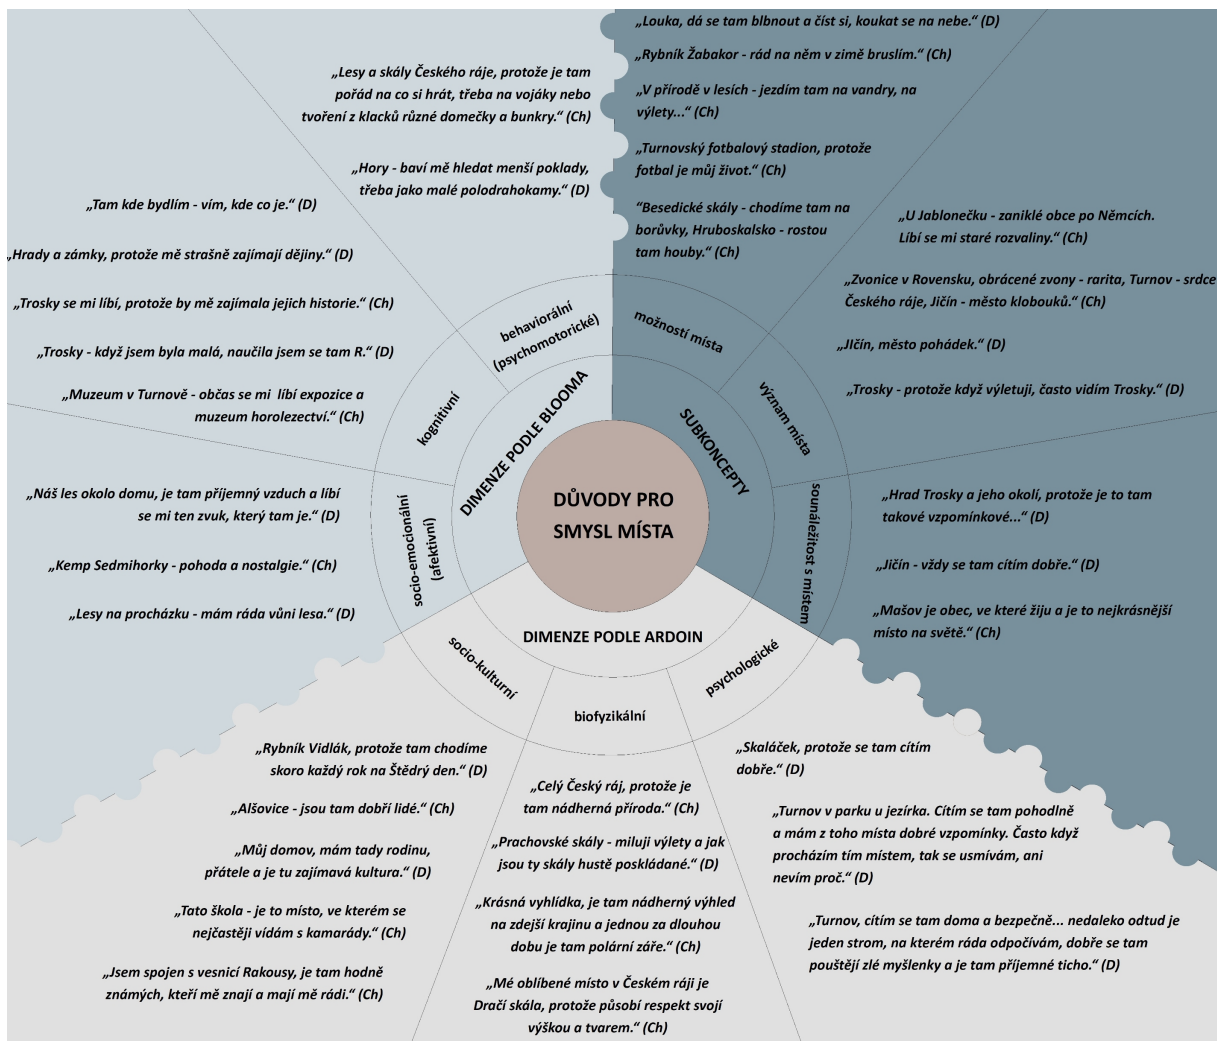 „Louka, dá se tam blbnout a číst si, koukat se na nebe.“ (D)
„Rybník Žabakor - rád na něm v zimě bruslím.“ (Ch)
„V přírodě v lesích - jezdím tam na vandry, na
výlety...“ (Ch)
„Turnovský fotbalový stadion, protože
fotbal je můj život.“ (Ch)
“Besedické skály - chodíme tam na
borůvky, Hruboskalsko - rostou
tam houby.“ (Ch)
„U Jablonečku - zaniklé obce po Němcích.
Líbí se mi staré rozvaliny.“ (Ch)
„Zvonice v Rovensku, obrácené zvony - rarita, Turnov - srdce
Českého ráje, Jičín - město klobouků.“ (Ch)
„JIčín, město pohádek.“ (D)
„Trosky - protože když výletuji, často vidím Trosky.“ (D)
„Hrad Trosky a jeho okolí, protože je to tam
takové vzpomínkové...“ (D)
„Jičín - vždy se tam cítím dobře.“ (D)
„Mašov je obec, ve které žiju a je to nejkrásnější
místo na světě.“ (Ch)
„Lesy a skály Českého ráje, protože je tam
pořád na co si hrát, třeba na vojáky nebo
tvoření z klacků různé domečky a bunkry.“ (Ch)
„Hory - baví mě hledat menší poklady,
třeba jako malé polodrahokamy.“ (D)
„Tam kde bydlím - vím, kde co je.“ (D)
„Hrady a zámky, protože mě strašně zajímají dějiny.“ (D)
„Trosky se mi líbí, protože by mě zajímala jejich historie.“ (Ch)
„Trosky - když jsem byla malá, naučila jsem se tam R.“ (D)
„Muzeum v Turnově - občas se mi líbí expozice a
muzeum horolezectví.“ (Ch)
„Náš les okolo domu, je tam příjemný vzduch a líbí
se mi ten zvuk, který tam je.“ (D)
„Kemp Sedmihorky - pohoda a nostalgie.“ (Ch)
„Lesy na procházku - mám ráda vůni lesa.“ (D)
behaviorální
(psychomotorické)
kognitivní
socio-emocionální
(afektivní)
DIMENZE PODLE BLOOMA
možností místa
význam místa
sounáležitost s místem
SUBKONCEPTY
DŮVODY PRO
SMYSL MÍSTA
DIMENZE PODLE ARDOIN
socio-kulturní
biofyzikální
psychologické
„Rybník Vidlák, protože tam chodíme
skoro každý rok na Štědrý den.“ (D)
„Alšovice - jsou tam dobří lidé.“ (Ch)
„Můj domov, mám tady rodinu,
přátele a je tu zajímavá kultura.“ (D)
„Tato škola - je to místo, ve kterém se
nejčastěji vídám s kamarády.“ (Ch)
„Jsem spojen s vesnicí Rakousy, je tam hodně
známých, kteří mě znají a mají mě rádi.“ (Ch)
„Celý Český ráj, protože je
tam nádherná příroda.“ (Ch)
„Prachovské skály - miluji výlety a jak
jsou ty skály hustě poskládané.“ (D)
„Krásná vyhlídka, je tam nádherný výhled
na zdejší krajinu a jednou za dlouhou
dobu je tam polární záře.“ (Ch)
„Mé oblíbené místo v Českém ráji je
Dračí skála, protože působí respekt svojí
výškou a tvarem.“ (Ch)
„Skaláček, protože se tam cítím
dobře.“ (D)
„Turnov v parku u jezírka. Cítím se tam pohodlně
a mám z toho místa dobré vzpomínky. Často když
procházím tím místem, tak se usmívám, ani
nevím proč.“ (D)
„Turnov, cítím se tam doma a bezpečně... nedaleko odtud je
jeden strom, na kterém ráda odpočívám, dobře se tam
pouštějí zlé myšlenky a je tam příjemné ticho.“ (D)